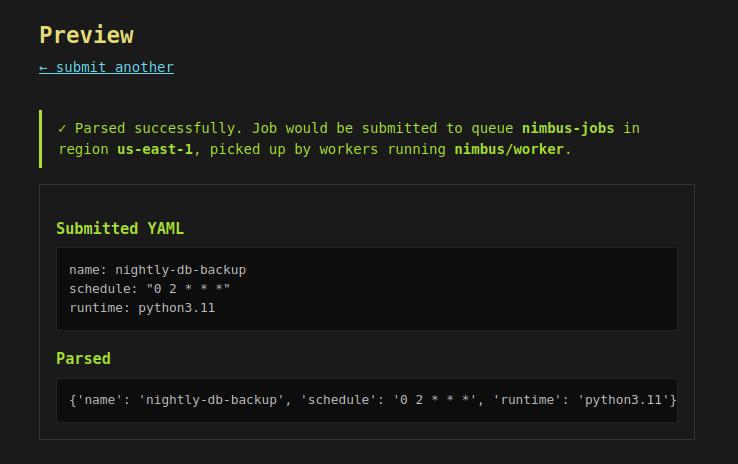 Preview
← submit another
✓ Parsed successfully. Job would be submitted to queue nimbus-jobs in
region us-east-1, picked up by workers running nimbus/worker.
Submitted YAML
name: nightly-db-backup
schedule: "0 2 * * *"
runtime: python3.11
Parsed
{'name': 'nightly-db-backup', 'schedule': '0 2 * * *', 'runtime': 'python3.11'}